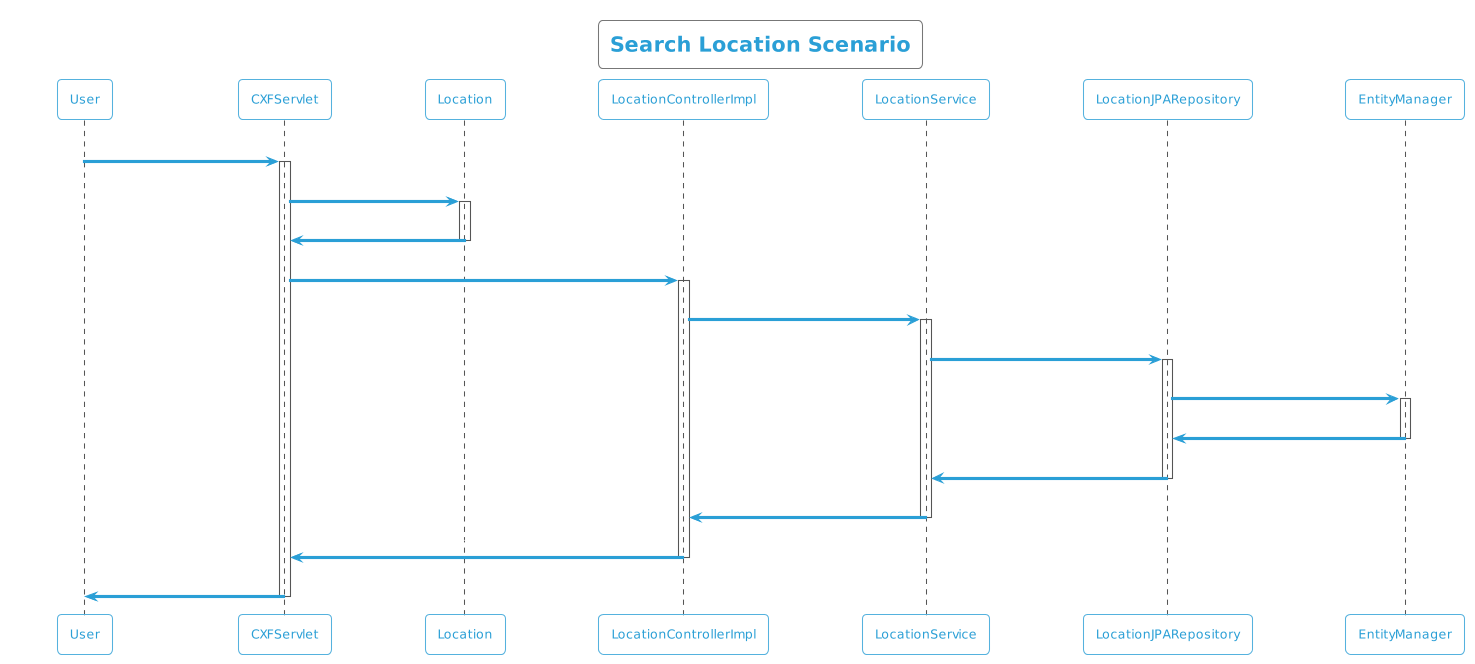 Search Location Scenario
User
CXFServlet
Location
LocationControllerImpl
LocationService
LocationJPARepository
EntityManager
User
CXFServlet
Location
LocationControllerImpl
LocationService
LocationJPARepository
EntityManager